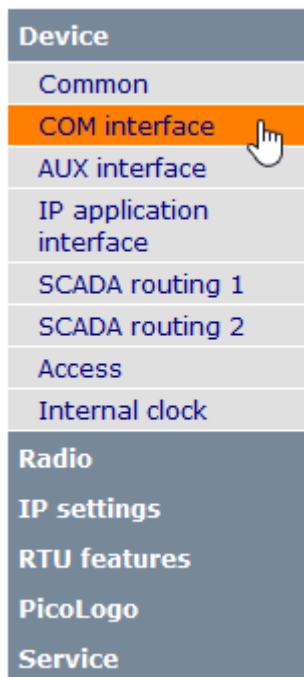 Device
Common
COM interface
AUX interface
IP application
interface
SCADA routing 1
SCADA routing 2
Access
Internal clock
Radio
IP settings
RTU features
PicoLogo
Service